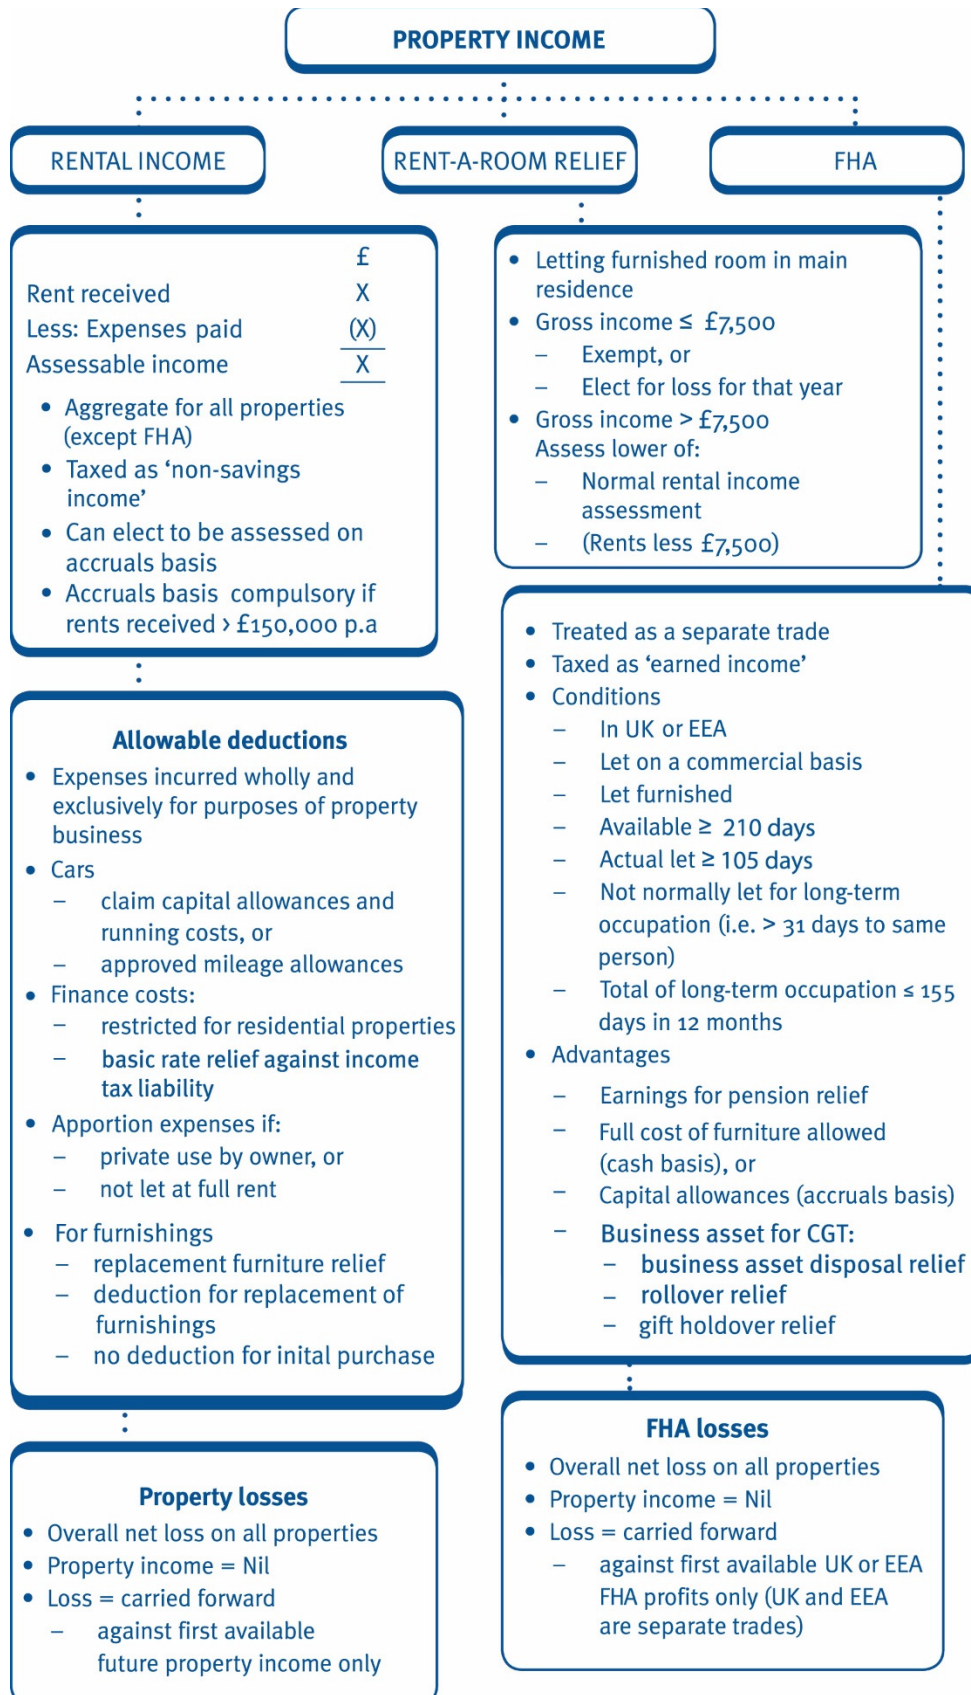 PROPERTY INCOME
RENTAL INCOME
RENT-A-ROOM RELIEF
FHA
£
Rent received X
Less: Expenses paid (X)
Assessable income X
• Aggregate for all properties
(except FHA)
• Taxed as ‘non-savings
income’
• Can elect to be assessed on
accruals basis
• Accruals basis compulsory if
rents received > £150,000 p.a
• Letting furnished room in main
residence
• Gross income ≤ £7,500
– Exempt, or
– Elect for loss for that year
• Gross income > £7,500
Assess lower of:
– Normal rental income
assessment
– (Rents less £7,500)
Allowable deductions
• Expenses incurred wholly and
exclusively for purposes of property
business
• Cars
– claim capital allowances and
running costs, or
– approved mileage allowances
• Finance costs:
– restricted for residential properties
– basic rate relief against income
tax liability
• Apportion expenses if:
– private use by owner, or
– not let at full rent
• For furnishings
– replacement furniture relief
– deduction for replacement of
furnishings
– no deduction for inital purchase
• Treated as a separate trade
• Taxed as ‘earned income’
• Conditions
– In UK or EEA
– Let on a commercial basis
– Let furnished
– Available ≥ 210 days
– Actual let ≥ 105 days
– Not normally let for long-term
occupation (i.e. > 31 days to same
person)
– Total of long-term occupation ≤ 155
days in 12 months
• Advantages
– Earnings for pension relief
– Full cost of furniture allowed
(cash basis), or
– Capital allowances (accruals basis)
– Business asset for CGT:
– business asset disposal relief
– rollover relief
– gift holdover relief
Property losses
• Overall net loss on all properties
• Property income = Nil
• Loss = carried forward
– against first available
future property income only
FHA losses
• Overall net loss on all properties
• Property income = Nil
• Loss = carried forward
– against first available UK or EEA
FHA profits only (UK and EEA
are separate trades)